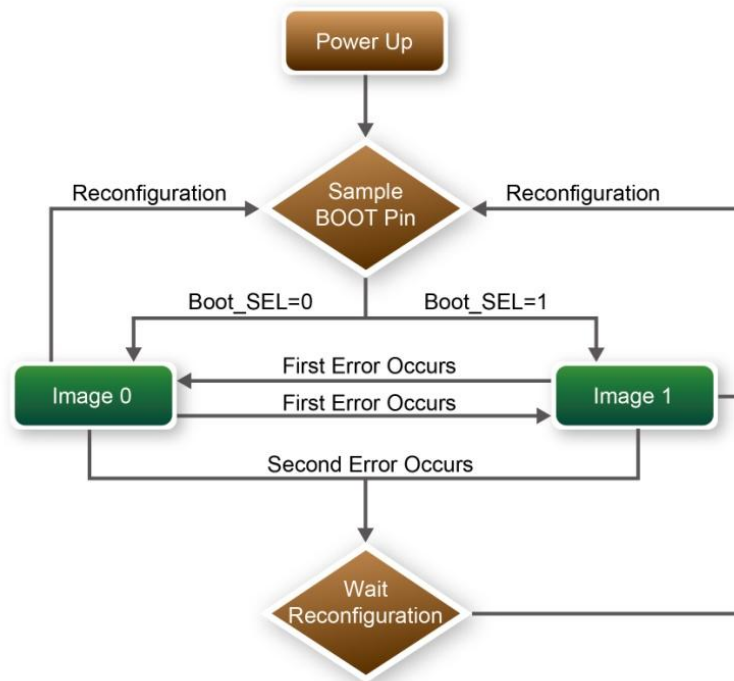 Power Up
Sample
BOOT Pin
Reconfiguration
Reconfiguration
Boot_SEL=0
Boot_SEL=1
First Error Occurs
First Error Occurs
Image 0
Image 1
Second Error Occurs
Wait
Reconfiguration